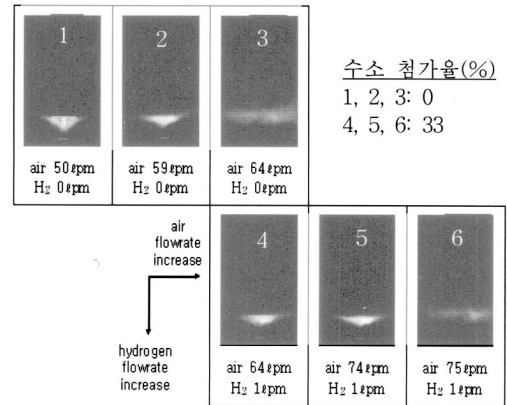 1
2
3
수소 첨가율(%)
1, 2, 3: 0
4, 5, 6: 33
air 50ℓpm
H₂ 0ℓpm
air 59ℓpm
H₂ 0ℓpm
air 64ℓpm
H₂ 0ℓpm
air
flowrate
increase
hydrogen
flowrate
increase
4
5
6
air 64ℓpm
H₂ 1ℓpm
air 74ℓpm
H₂ 1ℓpm
air 75ℓpm
H₂ 1ℓpm